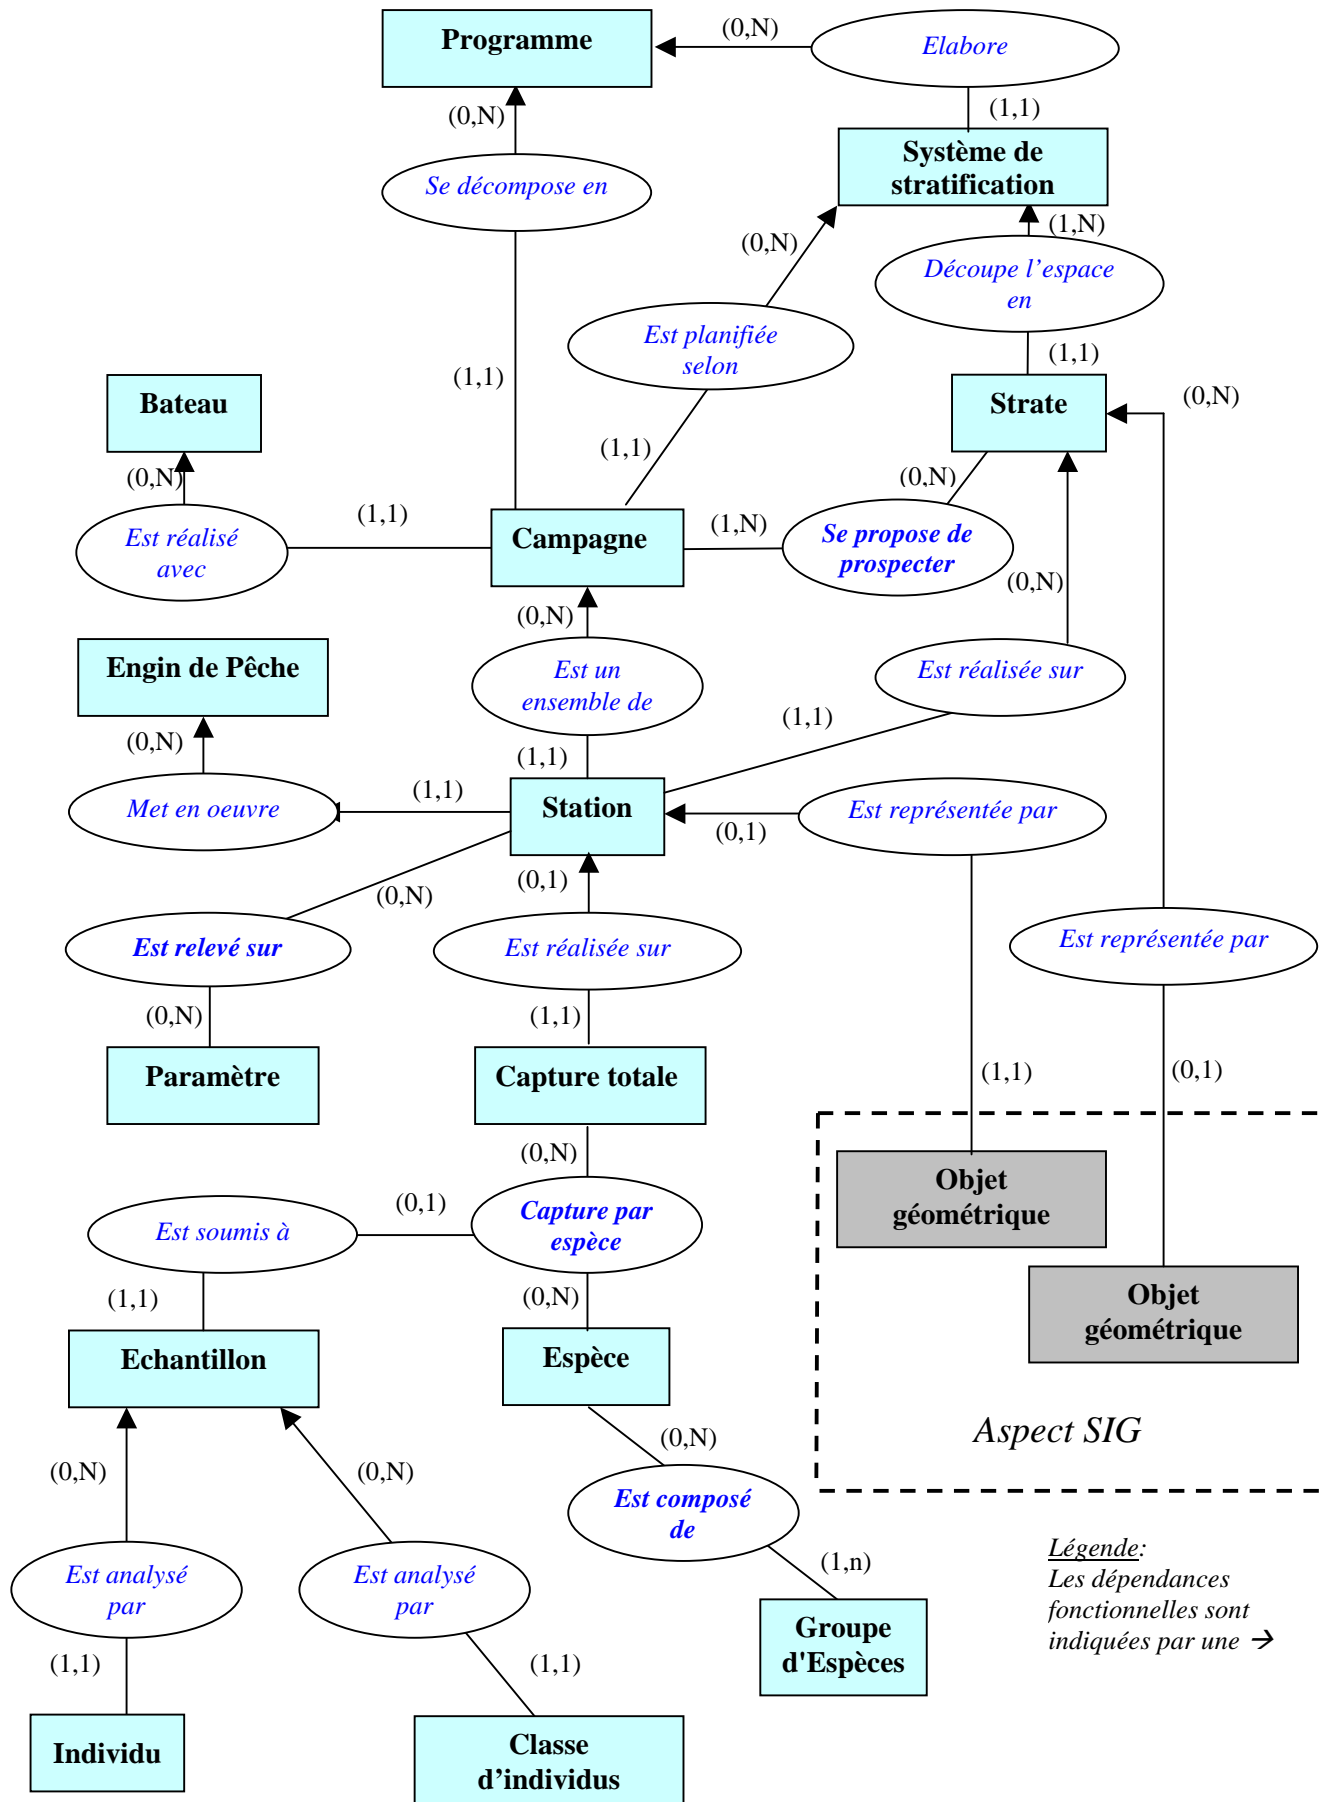 Programme
(0,N)
Elabore
(0,N)
(1,1)
Système de
stratification
Se décompose en
(0,N)
(1,N)
Découpe l'espace
en
Est planifiée
selon
(1,1)
(1,1)
Bateau
Strate
(0,N)
(1,1)
(0,N)
(0,N)
(1,1)
(1,N)
Est réalisé
avec
Campagne
Se propose de
prospecter
(0,N)
(0,N)
Engin de Pêche
Est un
ensemble de
Est réalisée sur
(0,N)
(1,1)
(1,1)
Met en oeuvre
(1,1)
Station
(0,1)
Est représentée par
(0,N)
(0,1)
Est relevé sur
Est réalisée sur
Est représentée par
(0,N)
(1,1)
Paramètre
Capture totale
(1,1)
(0,1)
(0,N)
Objet
géométrique
Est soumis à
(0,1)
Capture par
espèce
(1,1)
(0,N)
Objet
géométrique
Echantillon
Espèce
Aspect SIG
(0,N)
(0,N)
(0,N)
Est composé
de
Est analysé
par
Est analysé
par
(1,n)
Légende:
Les dépendances
fonctionnelles sont
indiquées par une →
(1,1)
(1,1)
Groupe
d'Espèces
Individu
Classe
d’individus